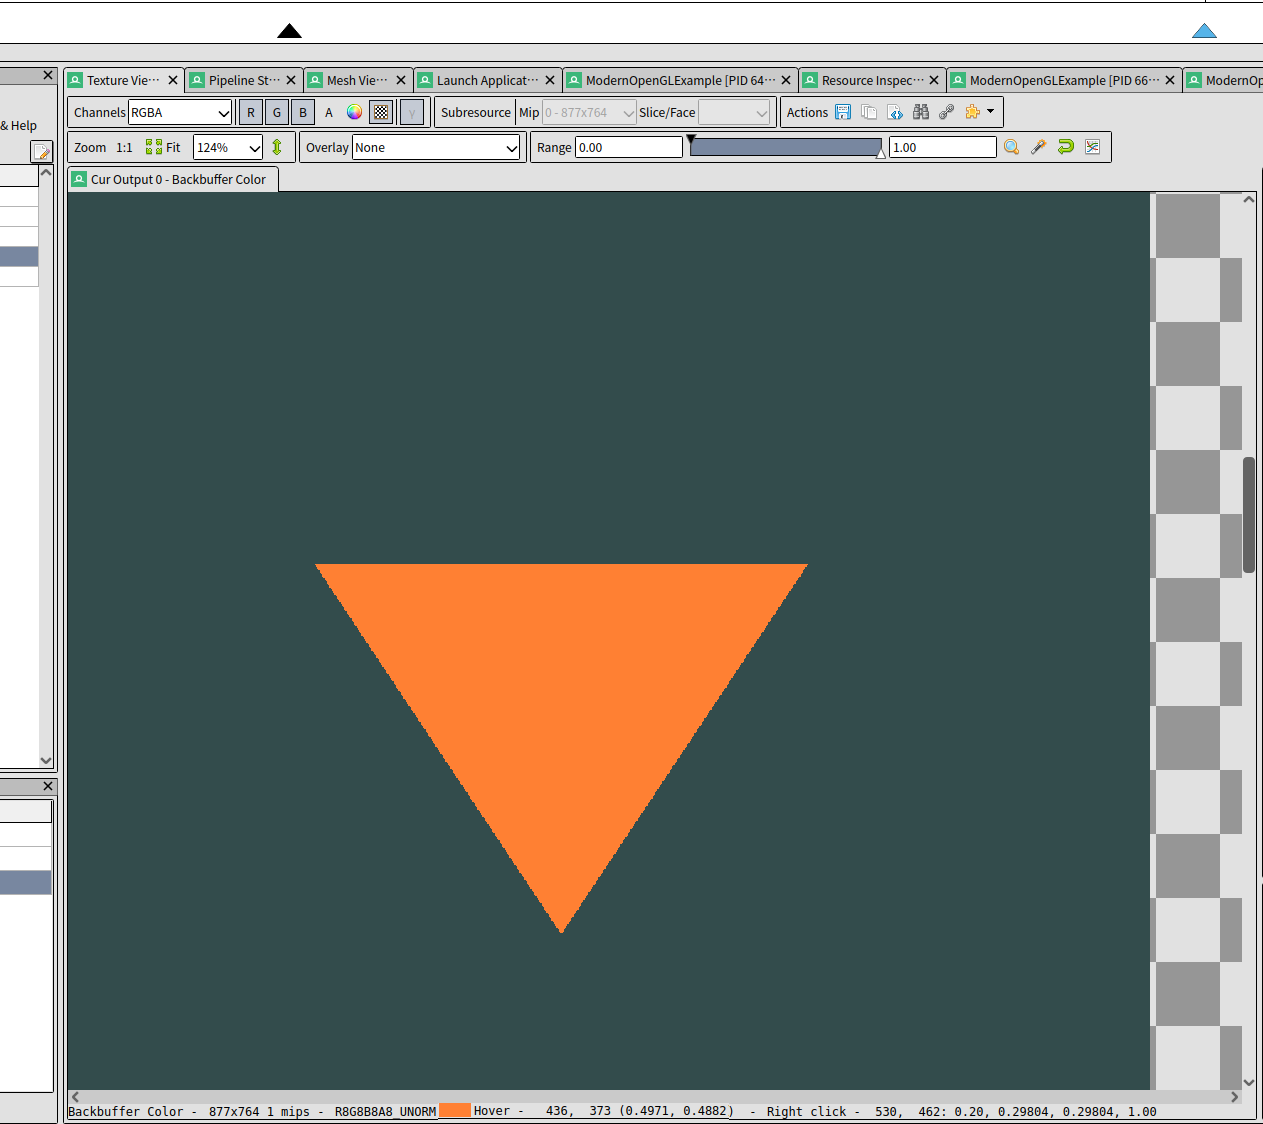 Texture Vie···
Pipeline St···
Mesh Vie···
Launch Applicat···
ModernOpenGLExample [PID 64···
Resource Inspec···
ModernOpenGLExample [PID 66···
ModernOp
Channels RGBA R G B A γ Subresource Mip 0 - 877x764 Slice/Face Actions
& Help
Zoom 1:1 Fit 124% Overlay None Range 0.00 1.00
Cur Output 0 - Backbuffer Color
Backbuffer Color - 877x764 1 mips - R8G8B8A8_UNORM Hover - 436, 373 (0.4971, 0.4882) - Right click - 530, 462: 0.20, 0.29804, 0.29804, 1.00